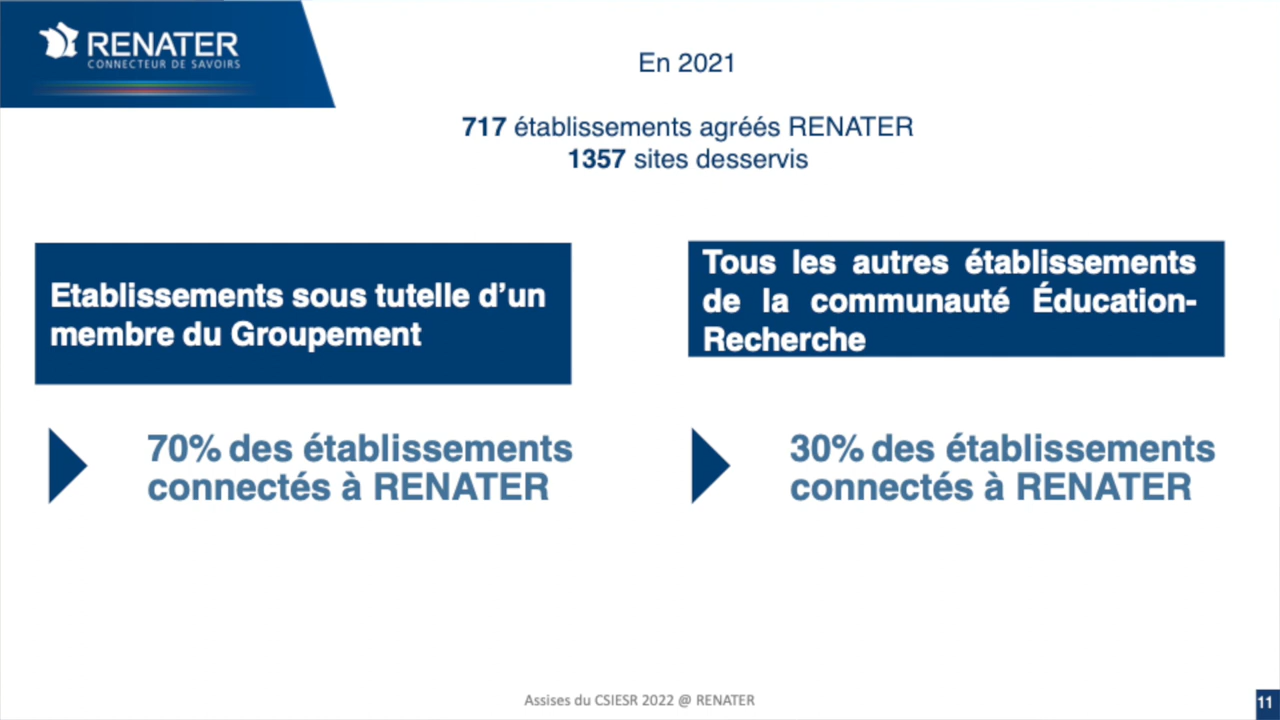 RENATER
CONNECTEUR DE SAVOIRS
En 2021
717 établissements agréés RENATER
1357 sites desservis
Etablissements sous tutelle d’un
membre du Groupement
Tous les autres établissements
de la communauté Éducation-
Recherche
70% des établissements
connectés à RENATER
30% des établissements
connectés à RENATER
Assises du CSIESR 2022 @ RENATER
11